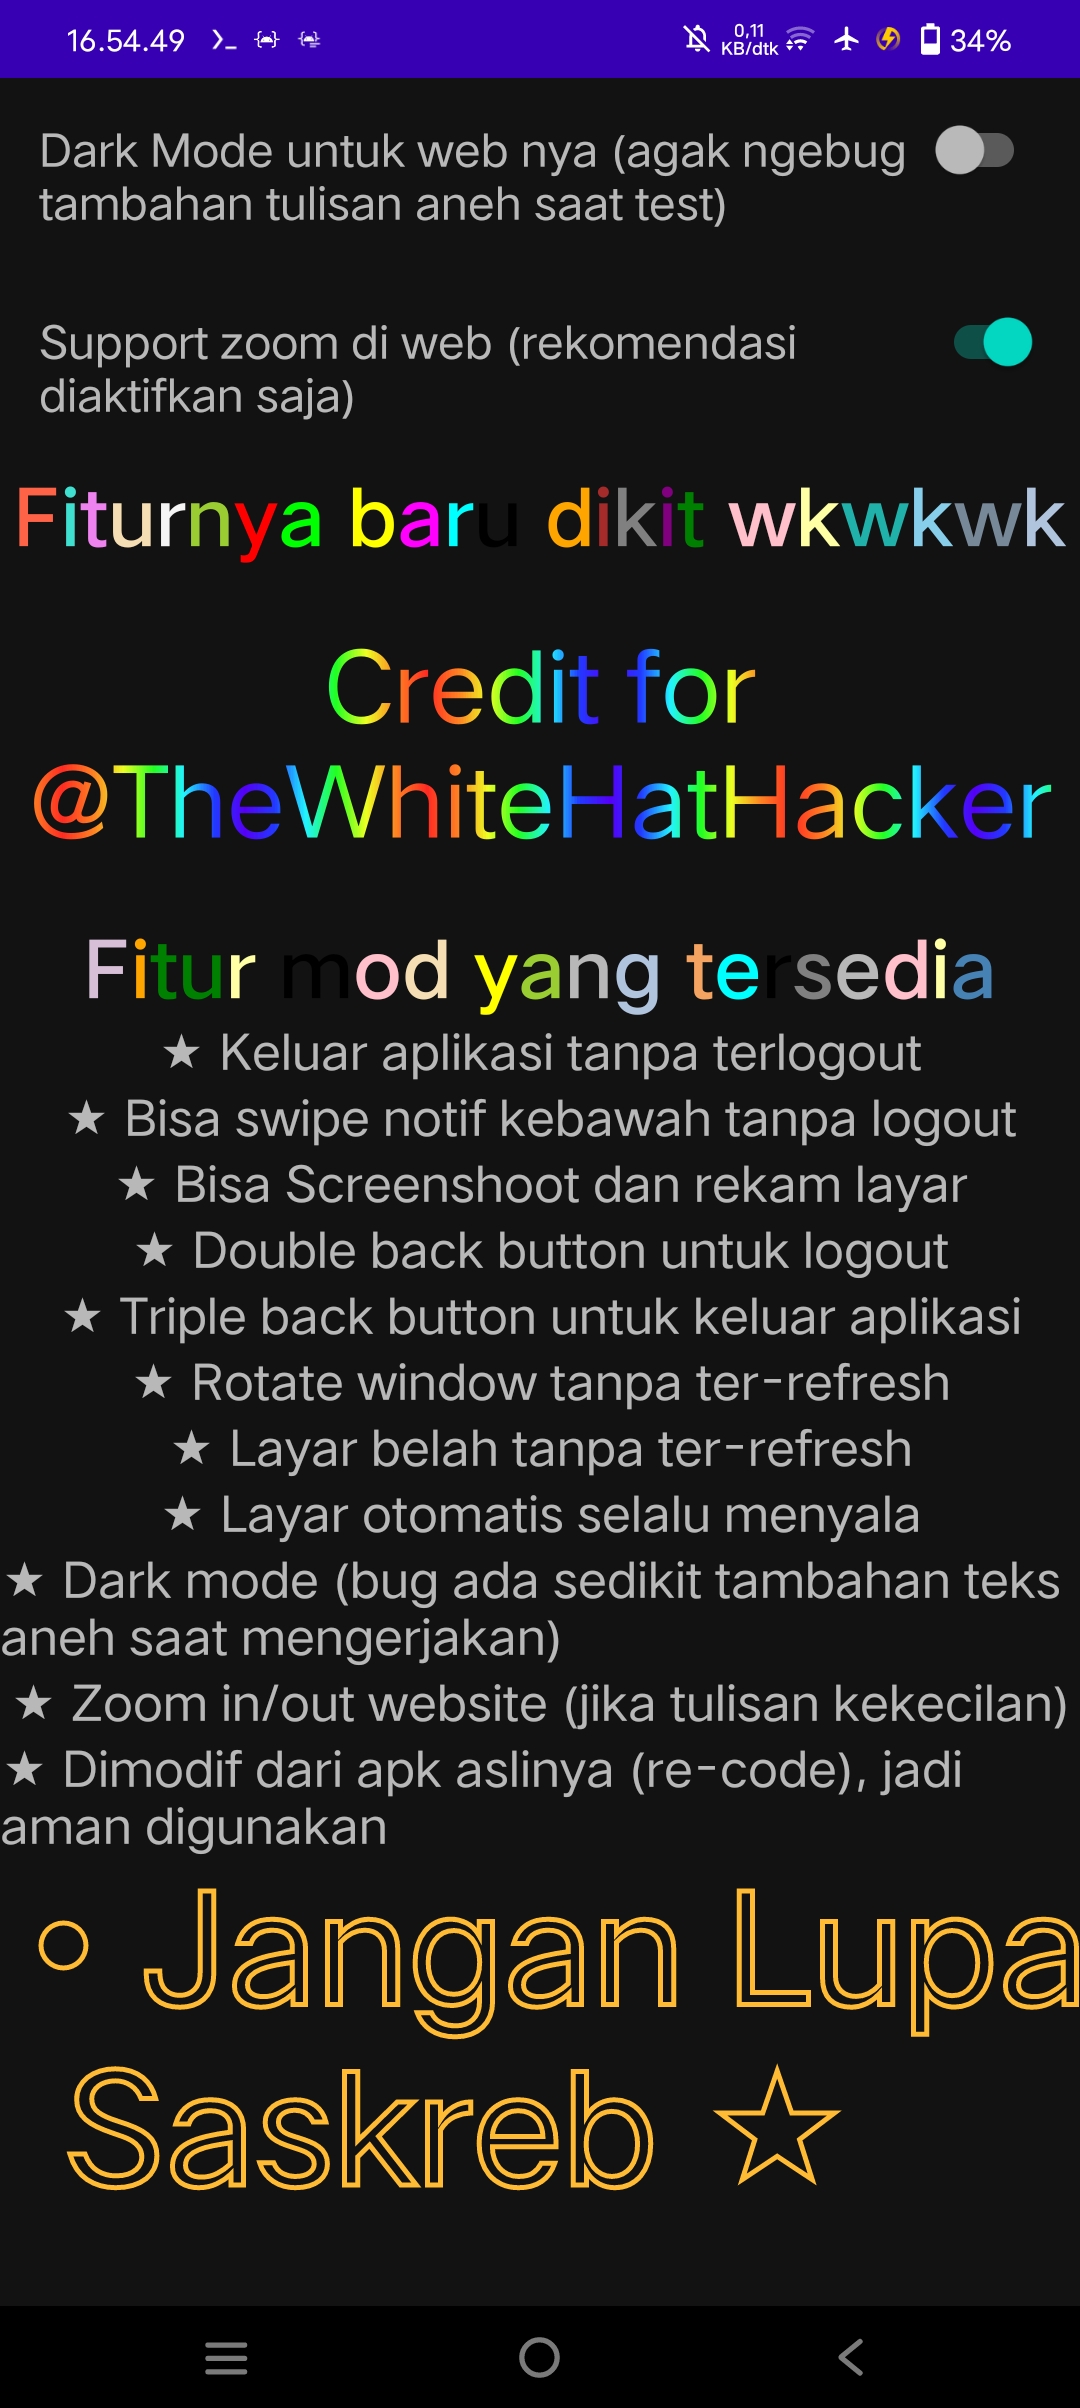 16.54.49
0,11
KB/dtk
34%
Dark Mode untuk web nya (agak ngebug
tambahan tulisan aneh saat test)
Support zoom di web (rekomendasi
diaktifkan saja)
Fiturnya baru dikit wkwkwk
Credit for
@TheWhiteHatHacker
Fitur mod yang tersedia
★ Keluar aplikasi tanpa terlogout
★ Bisa swipe notif kebawah tanpa logout
★ Bisa Screenshoot dan rekam layar
★ Double back button untuk logout
★ Triple back button untuk keluar aplikasi
★ Rotate window tanpa ter-refresh
★ Layar belah tanpa ter-refresh
★ Layar otomatis selalu menyala
★ Dark mode (bug ada sedikit tambahan teks
aneh saat mengerjakan)
★ Zoom in/out website (jika tulisan kekecilan)
★ Dimodif dari apk aslinya (re-code), jadi
aman digunakan
• Jangan Lupa
Saskreb ☆